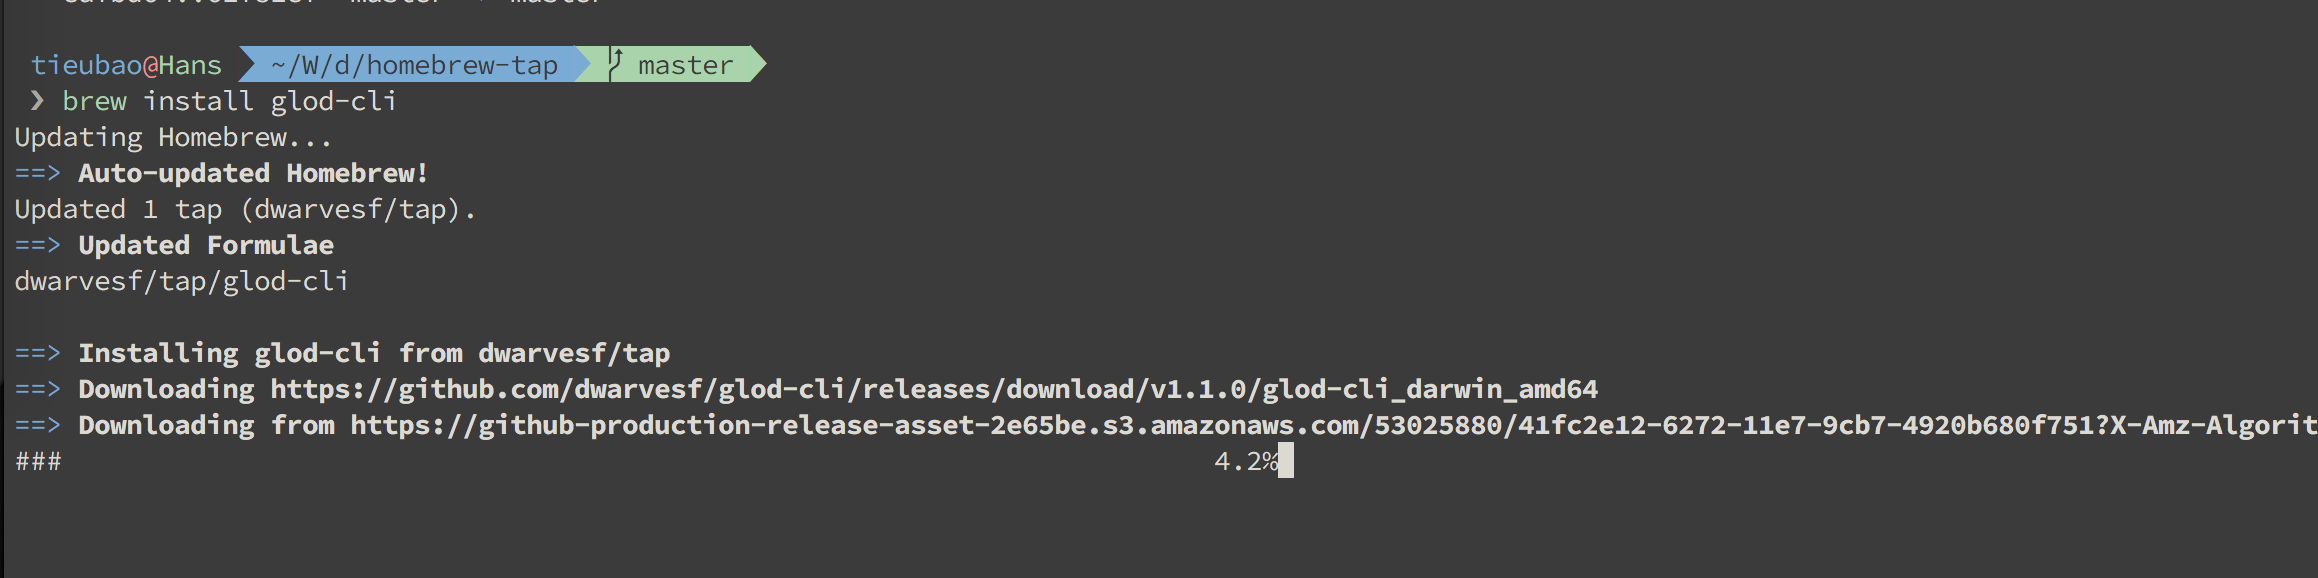 tieubao@Hans ~/W/d/homebrew-tap master
❯ brew install glod-cli
Updating Homebrew...
==> Auto-updated Homebrew!
Updated 1 tap (dwarvesf/tap).
==> Updated Formulae
dwarvesf/tap/glod-cli
==> Installing glod-cli from dwarvesf/tap
==> Downloading https://github.com/dwarvesf/glod-cli/releases/download/v1.1.0/glod-cli_darwin_amd64
==> Downloading from https://github-production-release-asset-2e65be.s3.amazonaws.com/53025880/41fc2e12-6272-11e7-9cb7-4920b680f751?X-Amz-Algorit
### 4.2%